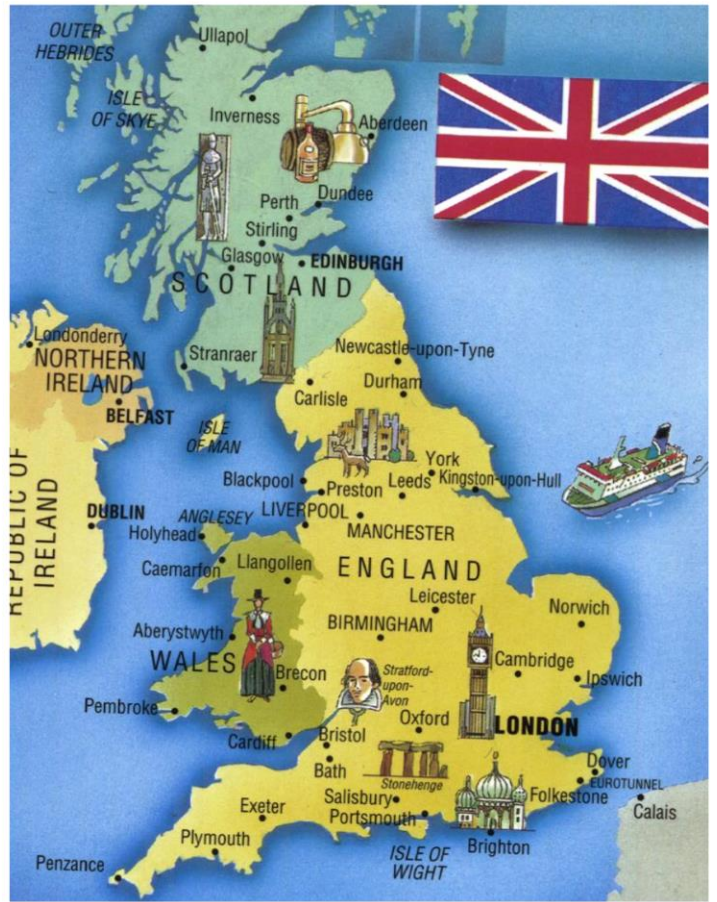 OUTER
HEBRIDES
Ullapol
ISLE
OF SKYE
Inverness
Aberdeen
Perth
Dundee
Stirling
Glasgow
EDINBURGH
SCOTLAND
Londonderry
NORTHERN
IRELAND
BELFAST
Stranraer
Newcastle-upon-Tyne
Durham
Carlisle
ISLE
OF MAN
York
Blackpool
Preston
Leeds
Kingston-upon-Hull
REPUBLIC OF
IRELAND
DUBLIN
ANGLESEY
LIVERPOOL
MANCHESTER
Holyhead
Caemarfon
Llangollen
ENGLAND
Leicester
Norwich
Aberystwyth
BIRMINGHAM
WALES
Brecon
Stratford-
upon-
Avon
Cambridge
Ipswich
Pembroke
Oxford
LONDON
Cardiff
Bristol
Bath
Stonehenge
Dover
EUROTUNNEL
Folkestone
Calais
Exeter
Salisbury
Portsmouth
Plymouth
Brighton
ISLE OF
WIGHT
Penzance